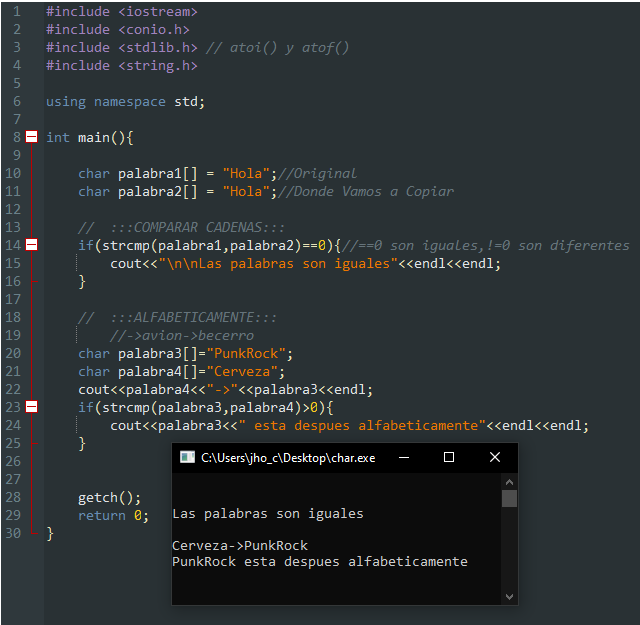 1 #include <iostream>
2 #include <conio.h>
3 #include <stdlib.h> // atoi() y atof()
4 #include <string.h>
5
6 using namespace std;
7
8 int main(){
9
10 char palabra1[] = "Hola";//Original
11 char palabra2[] = "Hola";//Donde Vamos a Copiar
12
13 // :::COMPARAR CADENAS:::
14 if(strcmp(palabra1,palabra2)==0){//==0 son iguales,!=0 son diferentes
15 cout<<"\n\nLas palabras son iguales"<<endl<<endl;
16 }
17
18 // :::ALFABETICAMENTE:::
19 //->avion->becerro
20 char palabra3[]="PunkRock";
21 char palabra4[]="Cerveza";
22 cout<<palabra4<<"->"<<palabra3<<endl;
23 if(strcmp(palabra3,palabra4)>0){
24 cout<<palabra3<<" esta despues alfabeticamente"<<endl<<endl;
25 }
26
27
28 getch();
29 return 0;
30 }
C:\Users\jho_c\Desktop\char.exe
Las palabras son iguales
Cerveza->PunkRock
PunkRock esta despues alfabeticamente